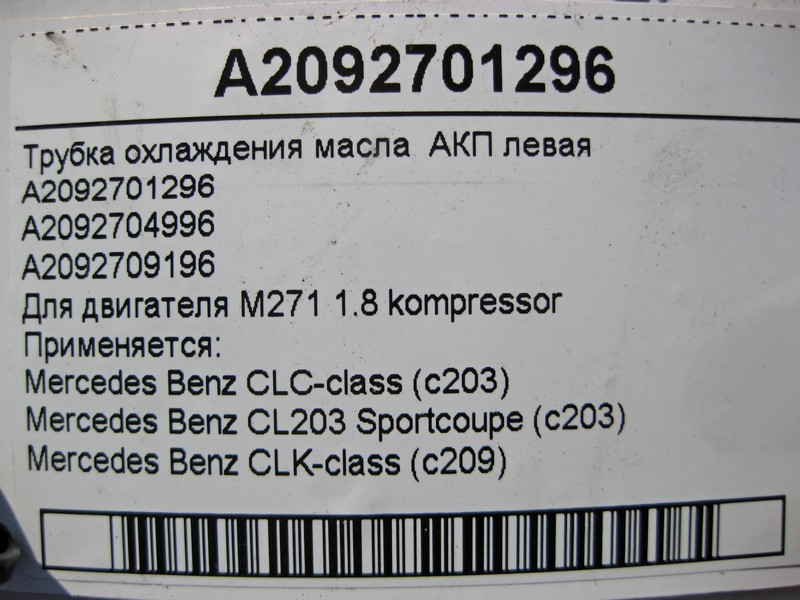 A2092701296
Трубка охлаждения масла АКП левая
A2092701296
A2092704996
A2092709196
Для двигателя M271 1.8 kompressor
Применяется:
Mercedes Benz CLC-class (c203)
Mercedes Benz CL203 Sportcoupe (c203)
Mercedes Benz CLK-class (c209)